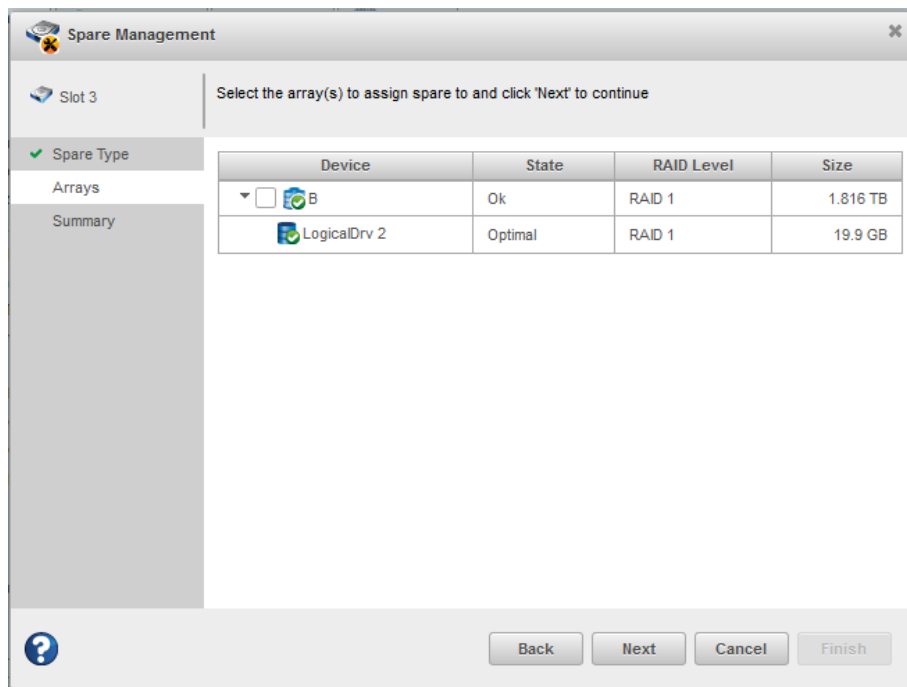 Spare Management
Slot 3
Select the array(s) to assign spare to and click 'Next' to continue
Spare Type
Arrays
Summary
Device State RAID Level Size
B Ok RAID 1 1.816 TB
LogicalDrv 2 Optimal RAID 1 19.9 GB
? Back Next Cancel Finish